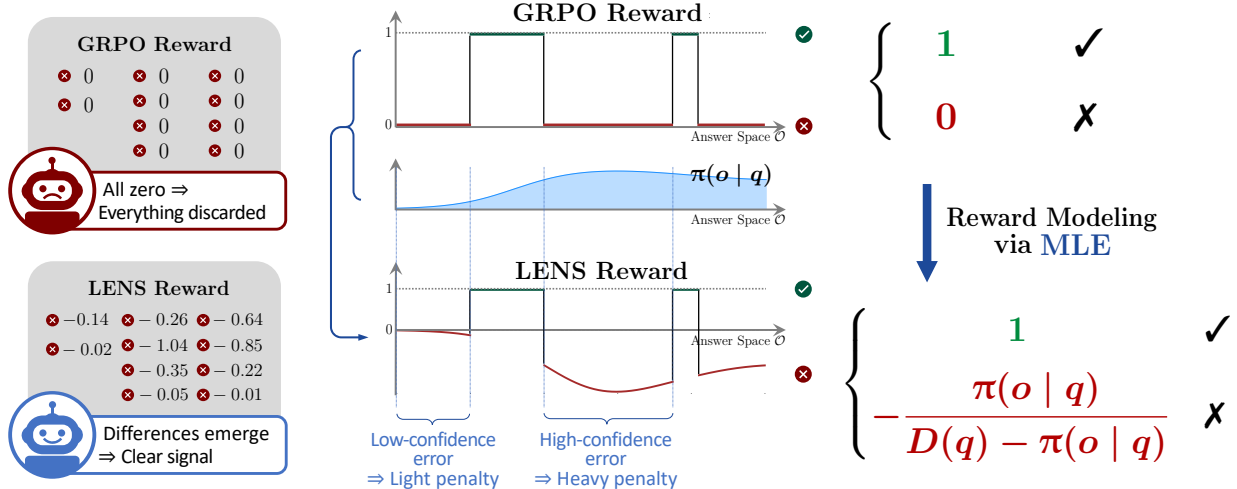 GRPO Reward
0 0 0
0 0 0
0 0
0 0
All zero ⇒
Everything discarded
LENS Reward
−0.14 − 0.26 − 0.64
− 0.02 − 1.04 − 0.85
− 0.35 − 0.22
− 0.05 − 0.01
Differences emerge
⇒ Clear signal
GRPO Reward
1
0
Answer Space 𝒪
π(o | q)
Answer Space 𝒪
LENS Reward
1
0
Answer Space 𝒪
Low-confidence
error
⇒ Light penalty
High-confidence
error
⇒ Heavy penalty
1 ✓
0 ✗
Reward Modeling
via MLE
1 ✓
− π(o | q) / D(q) − π(o | q) ✗